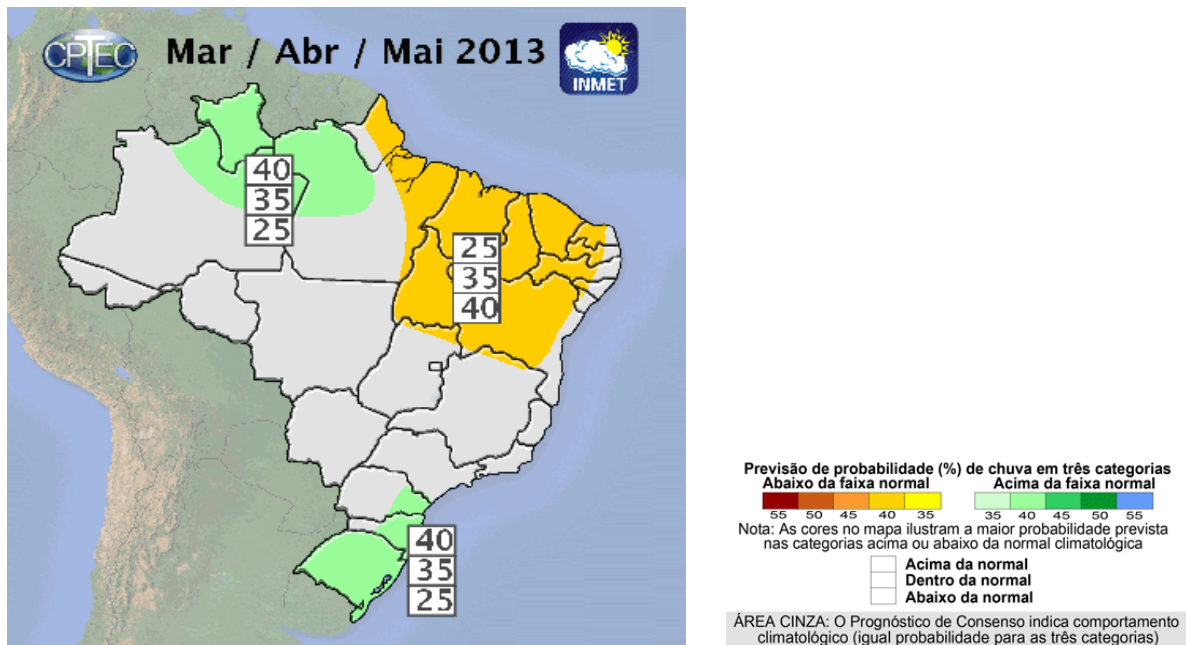 CPTEC
Mar / Abr / Mai 2013
INMET
40
35
25
25
35
40
40
35
25
Previsão de probabilidade (%) de chuva em três categorias
Abaixo da faixa normal Acima da faixa normal
55 50 45 40 35 35 40 45 50 55
Nota: As cores no mapa ilustram a maior probabilidade prevista
nas categorias acima ou abaixo da normal climatológica
Acima da normal
Dentro da normal
Abaixo da normal
ÁREA CINZA: O Prognóstico de Consenso indica comportamento
climatológico (igual probabilidade para as três categorias)